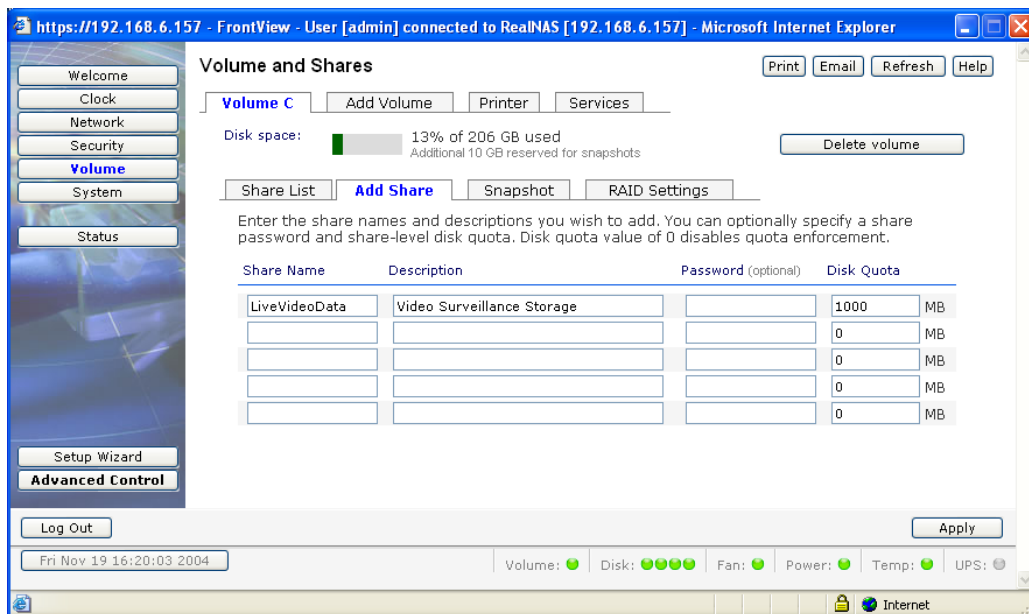 https://192.168.6.157 - FrontView - User [admin] connected to RealNAS [192.168.6.157] - Microsoft Internet Explorer
Welcome
Clock
Network
Security
Volume
System
Status
Setup Wizard
Advanced Control
Volume and Shares
Print Email Refresh Help
Volume C Add Volume Printer Services
Disk space: 13% of 206 GB used
Additional 10 GB reserved for snapshots
Delete volume
Share List Add Share Snapshot RAID Settings
Enter the share names and descriptions you wish to add. You can optionally specify a share
password and share-level disk quota. Disk quota value of 0 disables quota enforcement.
Share Name Description Password (optional) Disk Quota
LiveVideoData Video Surveillance Storage 1000 MB
0 MB
0 MB
0 MB
0 MB
Log Out Apply
Fri Nov 19 16:20:03 2004 Volume: Disk: Fan: Power: Temp: UPS:
Internet